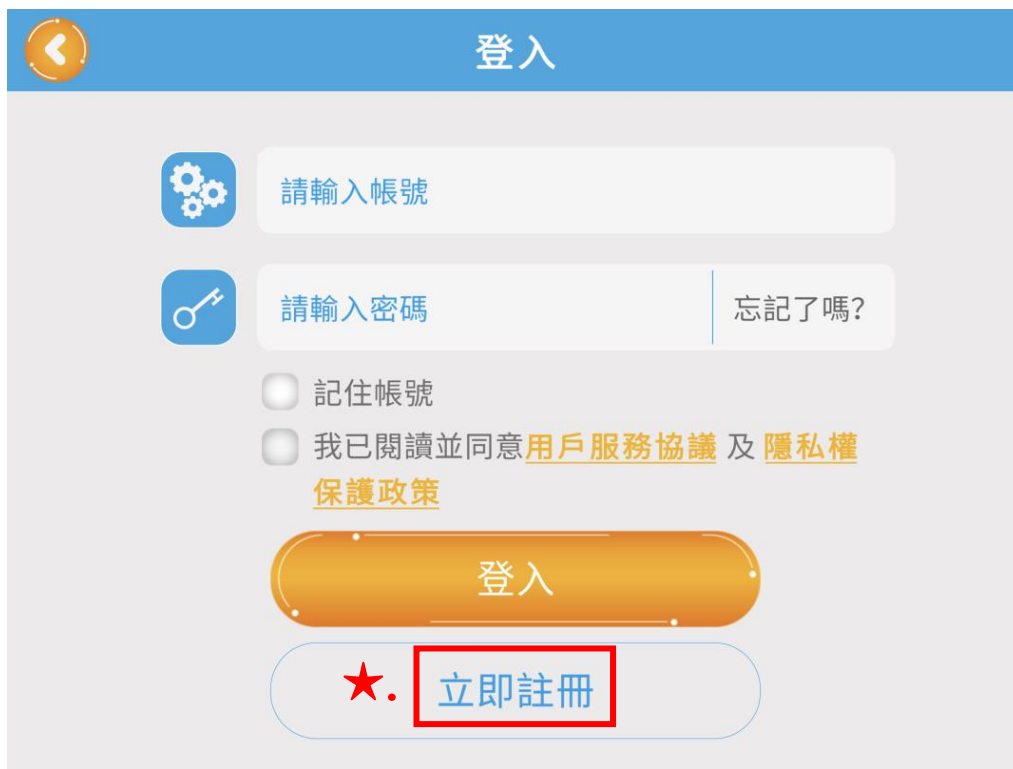 登入
請輸入帳號
請輸入密碼 忘記了嗎?
記住帳號
我已閱讀並同意用戶服務協議 及 隱私權
保護政策
登入
★. 立即註冊